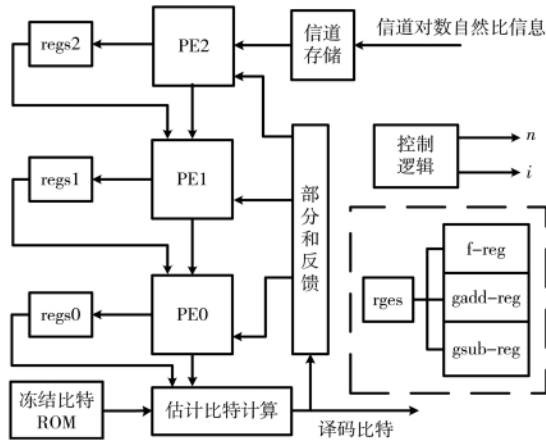 regs2
PE2
信道
存储
信道对数自然比信息
regs1
PE1
部分和反馈
控制
逻辑
n
i
regs0
PE0
rges
f-reg
gadd-reg
gsub-reg
冻结比特
ROM
估计比特计算
译码比特